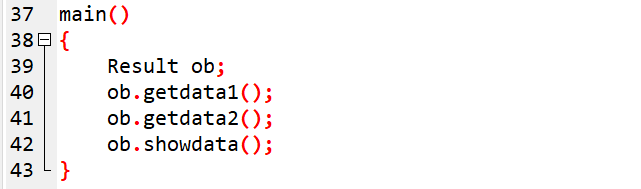 37 main()
38 {
39 Result ob;
40 ob.getdata1();
41 ob.getdata2();
42 ob.showdata();
43 }